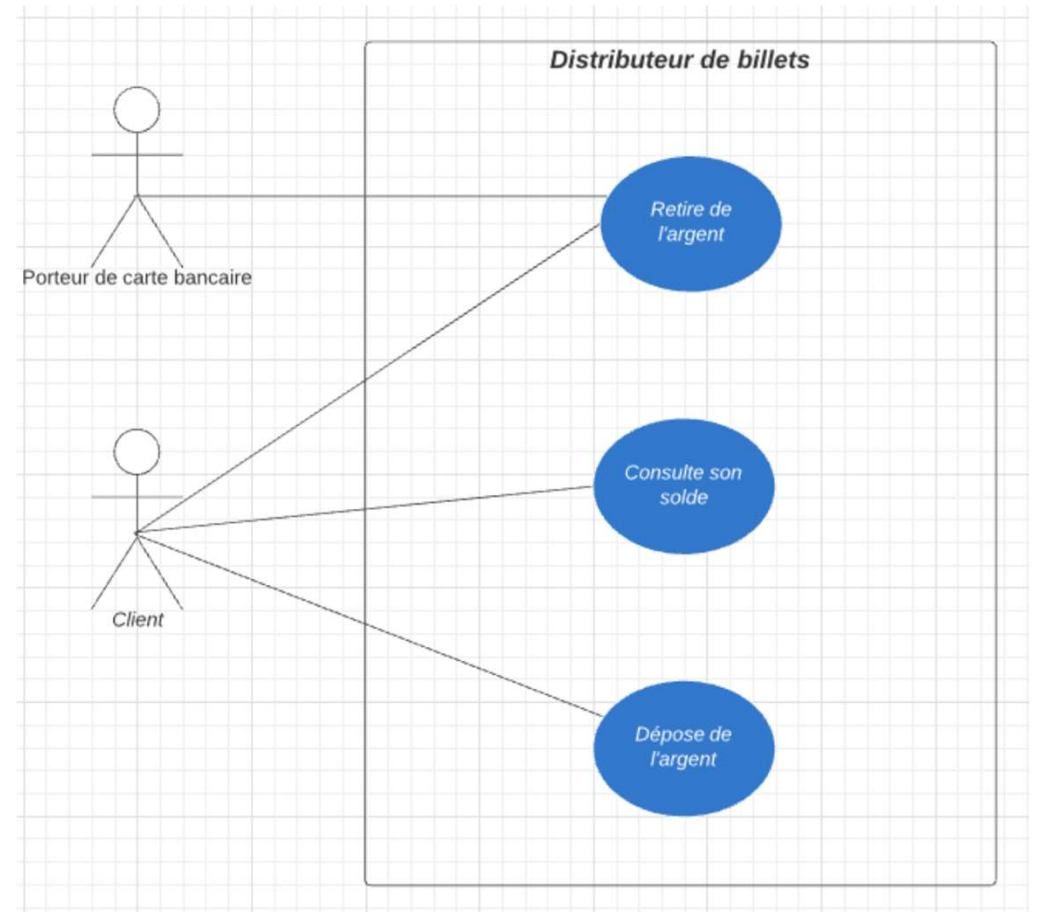 Distributeur de billets
Retire de
l'argent
Porteur de carte bancaire
Consulte son
solde
Client
Dépose de
l'argent